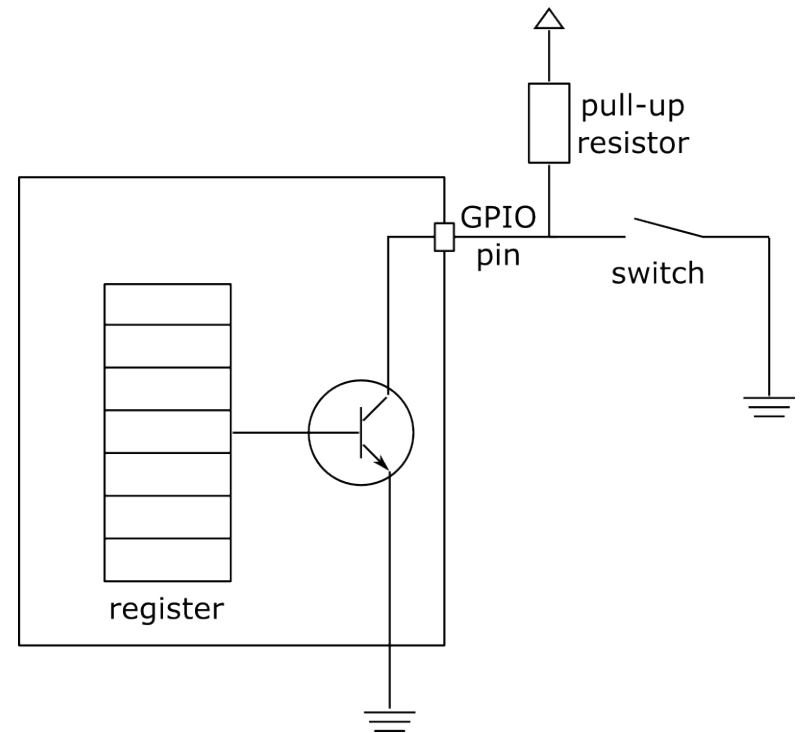 pull-up
resistor
GPIO
pin
switch
register